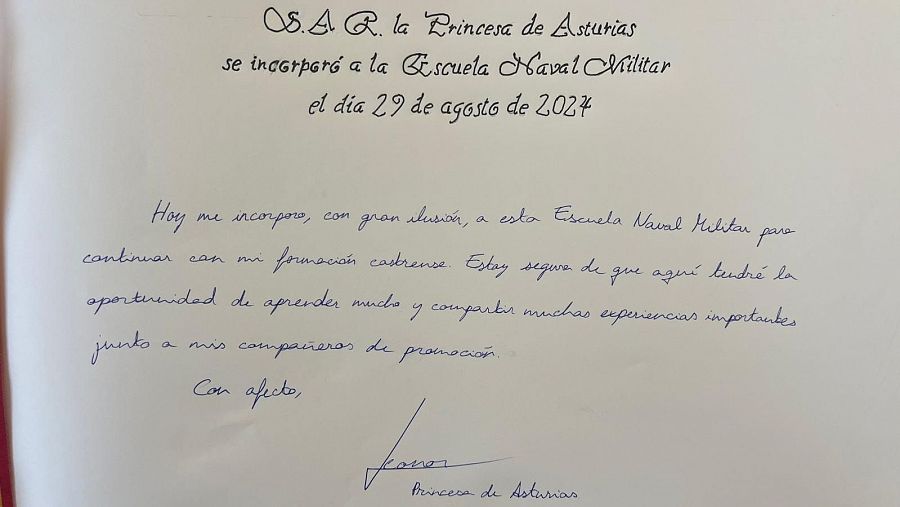 S.A.R. la Princesa de Asturias
se incorporó a la Escuela Naval Militar
el día 29 de agosto de 2024
Hoy me incorporo, con gran ilusión, a esta Escuela Naval Militar para
continuar con mi formación castrense. Estoy segura de que aquí tendré la
oportunidad de aprender mucho y compartir muchas experiencias importantes
junto a mis compañeros de promoción.
Con afecto,
Leonor
Princesa de Asturias